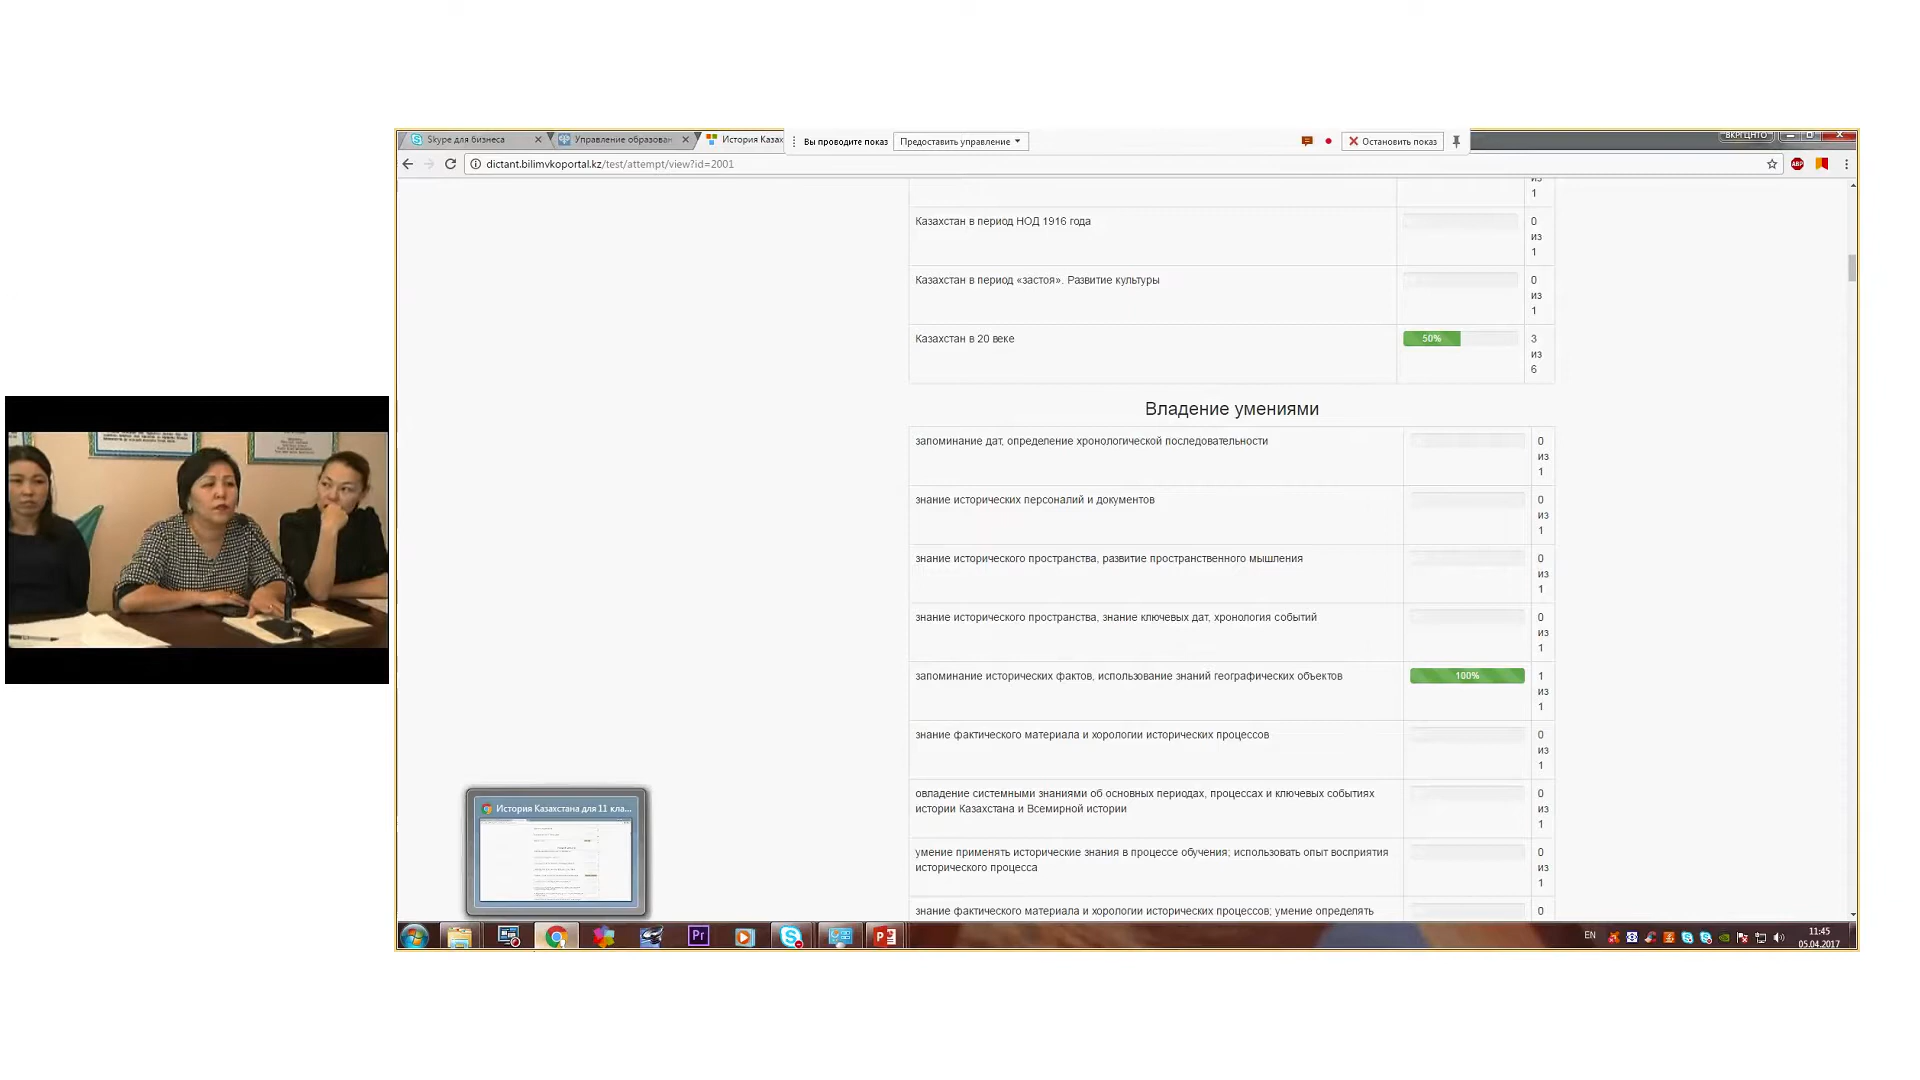 Skype для бизнеса
Управление образован
История Казах
Вы проводите показ
Предоставить управление
Остановить показ
ВКРГЦНТО
dictant.bilimvkoportal.kz/test/attempt/view?id=2001
ABP
из
1
Казахстан в период НОД 1916 года
0
из
1
Казахстан в период «застоя». Развитие культуры
0
из
1
Казахстан в 20 веке
50%
3
из
6
Владение умениями
запоминание дат, определение хронологической последовательности
0
из
1
знание исторических персоналий и документов
0
из
1
знание исторического пространства, развитие пространственного мышления
0
из
1
знание исторического пространства, знание ключевых дат, хронология событий
0
из
1
запоминание исторических фактов, использование знаний географических объектов
100%
1
из
1
знание фактического материала и хорологии исторических процессов
0
из
1
овладение системными знаниями об основных периодах, процессах и ключевых событиях
истории Казахстана и Всемирной истории
0
из
1
умение применять исторические знания в процессе обучения; использовать опыт восприятия
исторического процесса
0
из
1
знание фактического материала и хорологии исторических процессов; умение определять
0
История Казахстана для 11 кла...
Pr
EN
11:45
05.04.2017